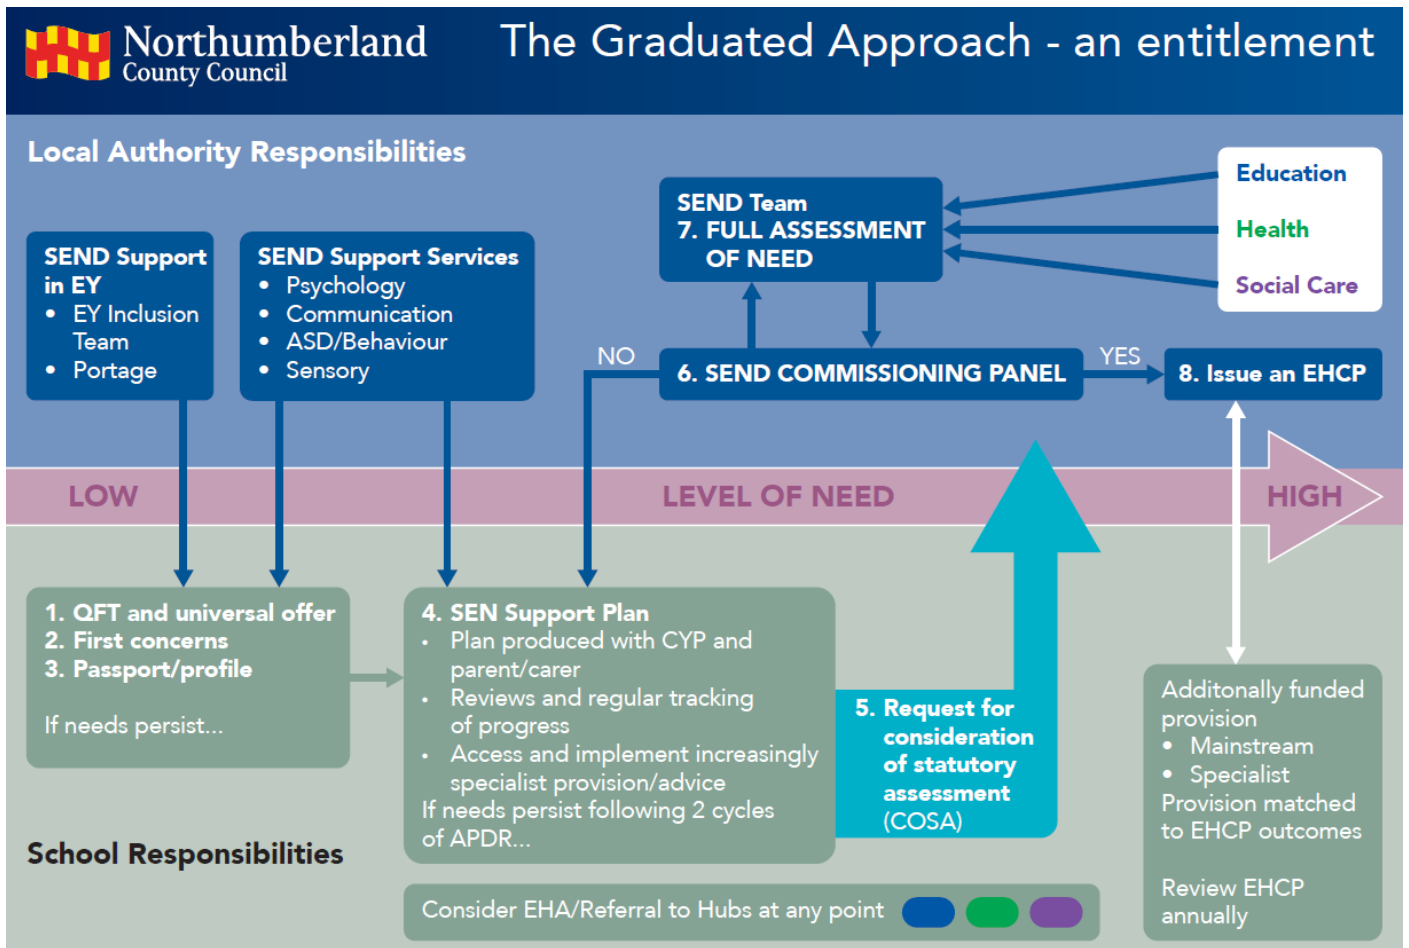 Northumberland
County Council
The Graduated Approach - an entitlement
Local Authority Responsibilities
SEND Support
in EY
• EY Inclusion
Team
• Portage
SEND Support Services
• Psychology
• Communication
• ASD/Behaviour
• Sensory
SEND Team
7. FULL ASSESSMENT
OF NEED
Education
Health
Social Care
NO
6. SEND COMMISSIONING PANEL
YES
8. Issue an EHCP
LOW
LEVEL OF NEED
HIGH
1. QFT and universal offer
2. First concerns
3. Passport/profile
If needs persist...
4. SEN Support Plan
• Plan produced with CYP and
parent/carer
• Reviews and regular tracking
of progress
• Access and implement increasingly
specialist provision/advice
If needs persist following 2 cycles
of APDR...
5. Request for
consideration
of statutory
assessment
(COSA)
Additonally funded
provision
• Mainstream
• Specialist
Provision matched
to EHCP outcomes
Review EHCP
annually
School Responsibilities
Consider EHA/Referral to Hubs at any point